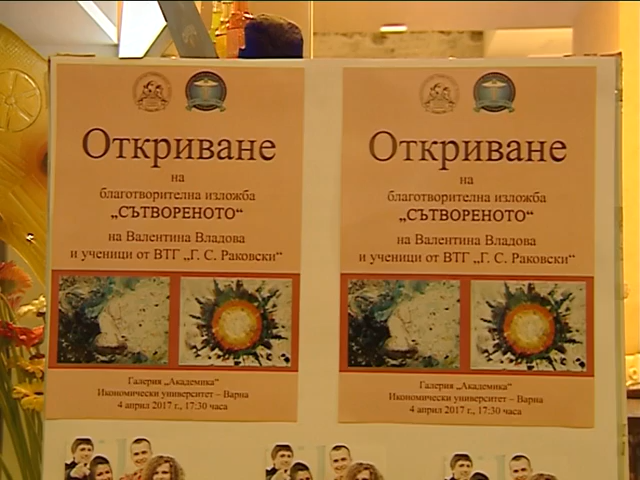 Откриване
на
благотворителна изложба
„СЪТВОРЕНОТО“
на Валентина Владова
и ученици от ВТГ „Г. С. Раковски“
Галерия „Академика“
Икономически университет – Варна
4 април 2017 г., 17:30 часа
Откриване
на
благотворителна изложба
„СЪТВОРЕНОТО“
на Валентина Владова
и ученици от ВТГ „Г. С. Раковски“
Галерия „Академика“
Икономически университет – Варна
4 април 2017 г., 17:30 часа